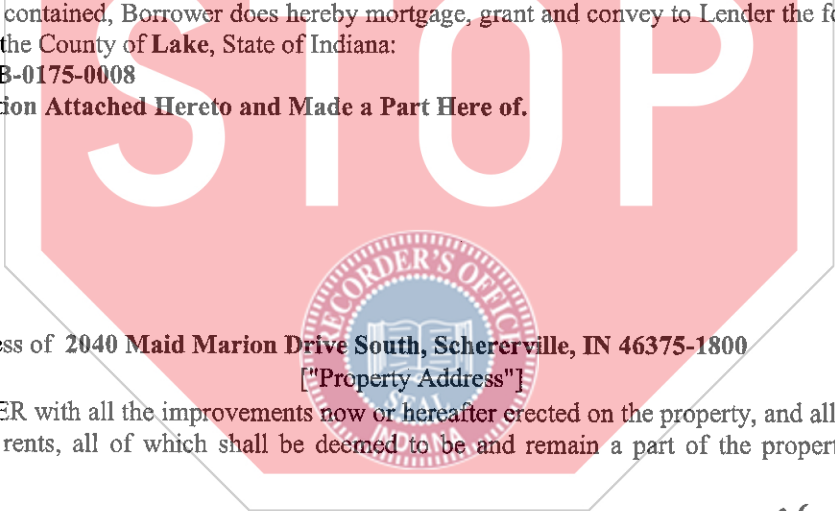 contained, Borrower does hereby mortgage, grant and convey to Lender the fo
the County of Lake, State of Indiana:
B-0175-0008
tion Attached Hereto and Made a Part Here of.
STOP
RECORDER'S OFFICE
ss of 2040 Maid Marion Drive South, Schererville, IN 46375-1800
["Property Address"]
SEAL
ER with all the improvements now or hereafter erected on the property, and all
INDIANA
rents, all of which shall be deemed to be and remain a part of the propert